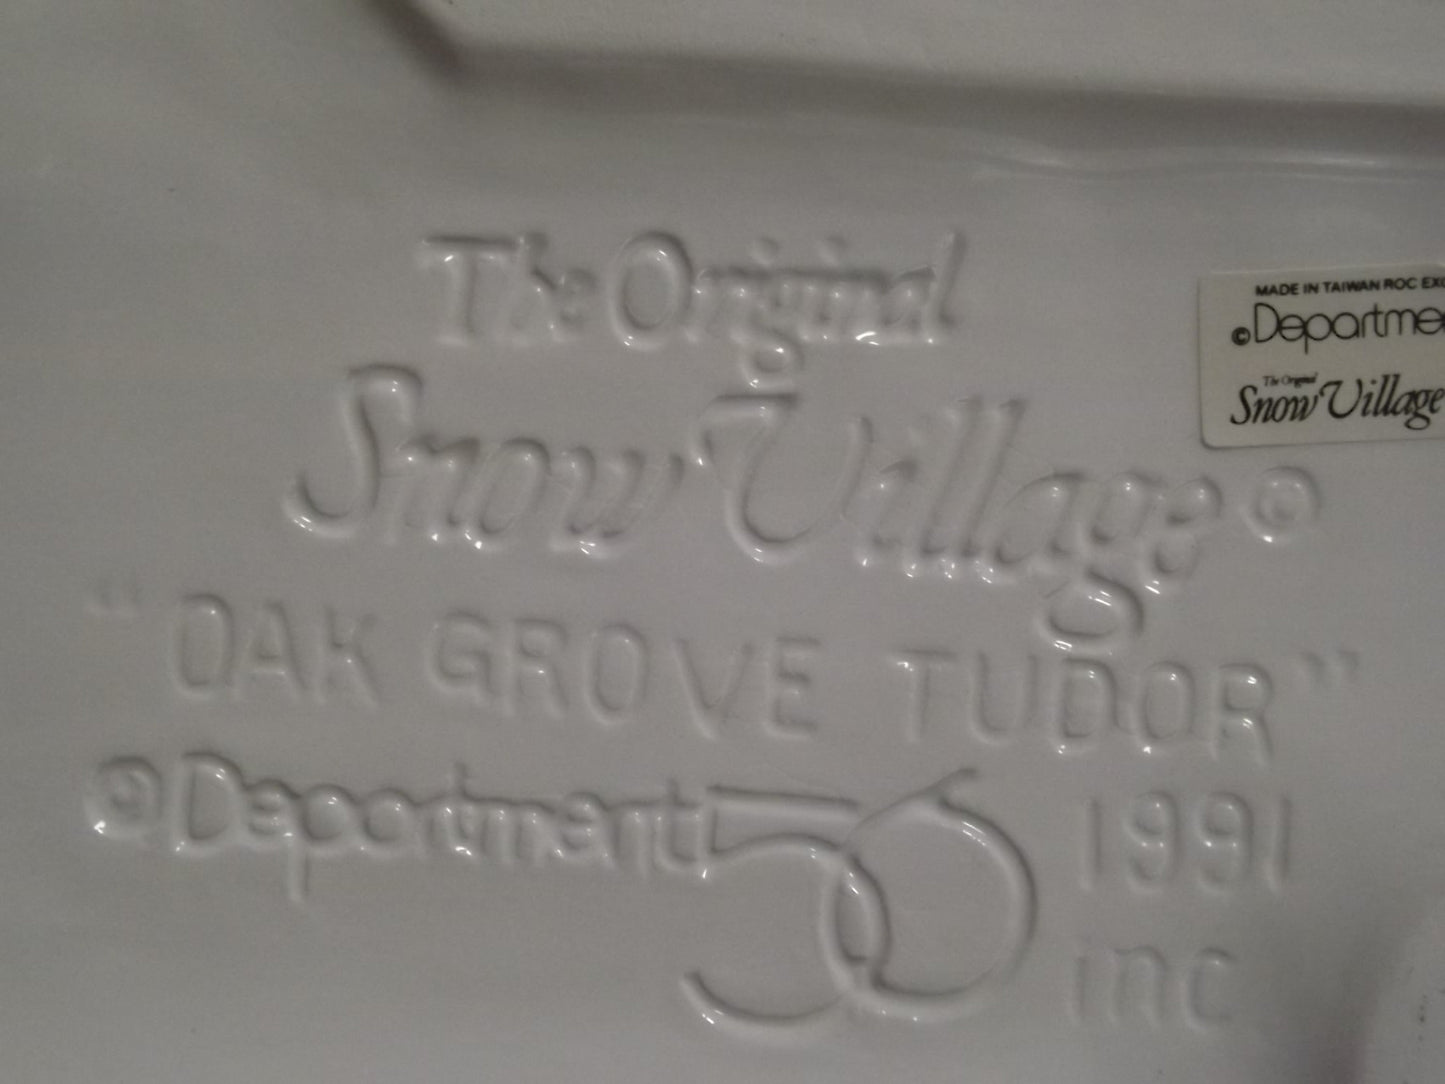 The Original
Snow Village ©
"OAK GROVE TUDOR"
© Department 56 1991
inc
MADE IN TAIWAN ROC
© Departme
The Original
Snow Village